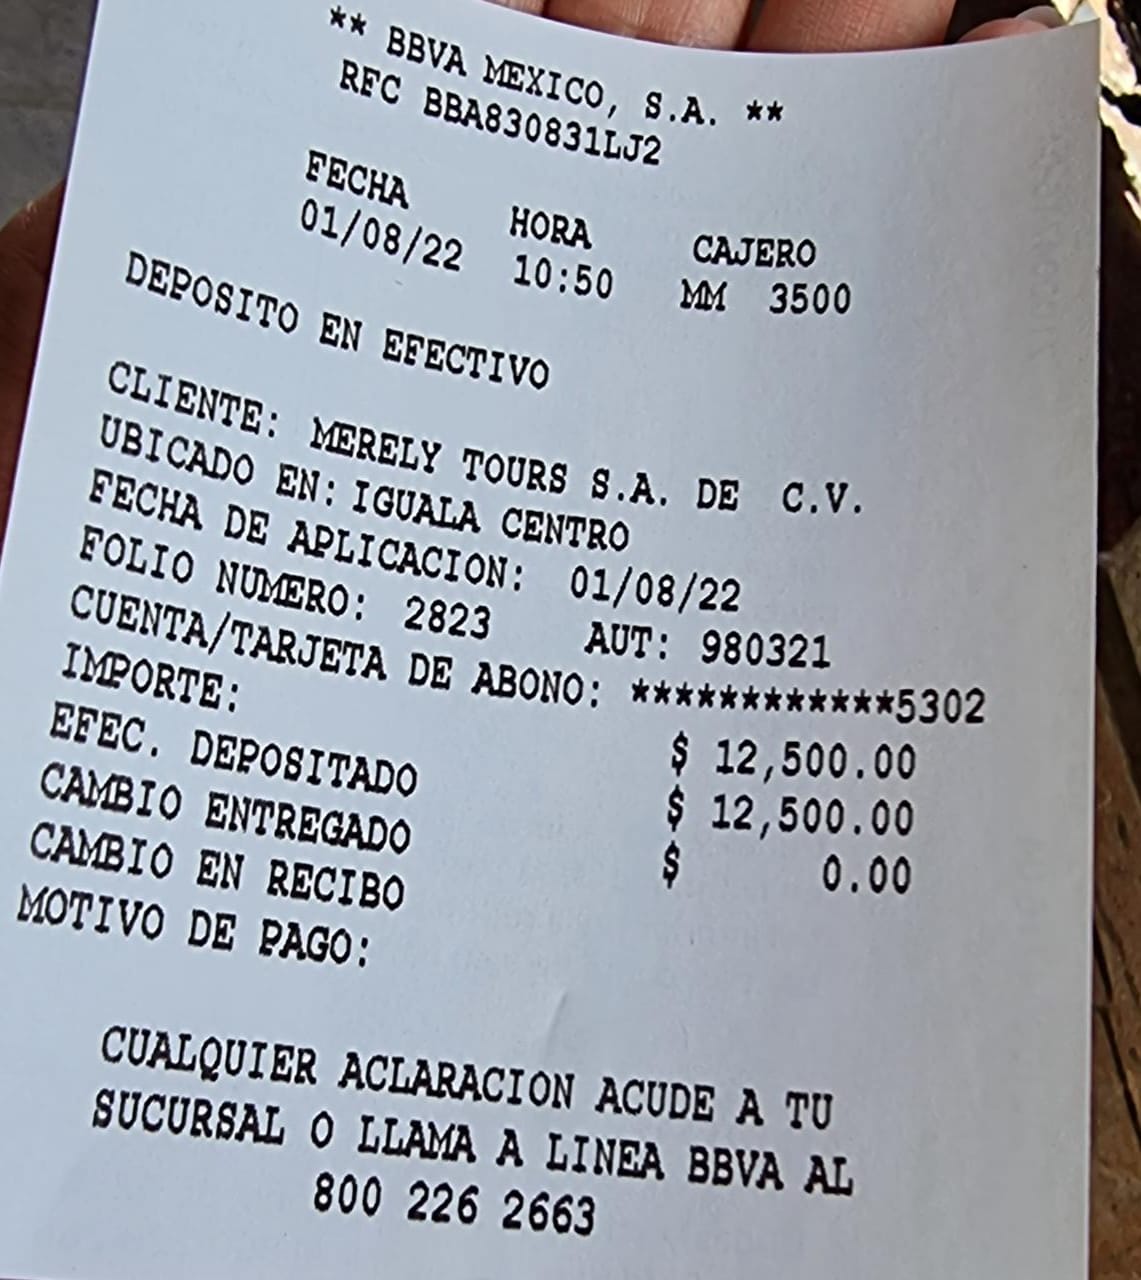 ** BBVA MEXICO, S.A. **
RFC BBA830831LJ2
FECHA HORA CAJERO
01/08/22 10:50 MM 3500
DEPOSITO EN EFECTIVO
CLIENTE: MERELY TOURS S.A. DE C.V.
UBICADO EN: IGUALA CENTRO
FECHA DE APLICACION: 01/08/22
FOLIO NUMERO: 2823 AUT: 980321
CUENTA/TARJETA DE ABONO: ************5302
IMPORTE: $ 12,500.00
EFEC. DEPOSITADO $ 12,500.00
CAMBIO ENTREGADO $ 0.00
CAMBIO EN RECIBO
MOTIVO DE PAGO:
CUALQUIER ACLARACION ACUDE A TU
SUCURSAL O LLAMA A LINEA BBVA AL
800 226 2663